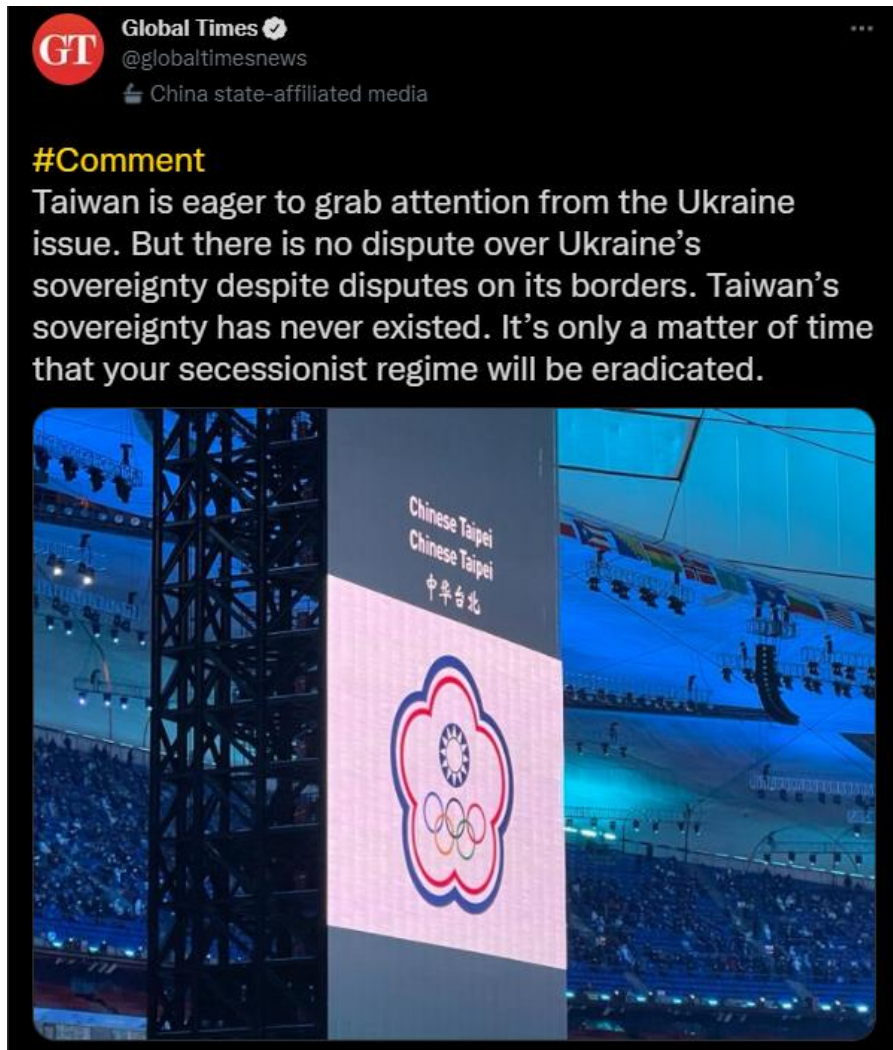 GT
Global Times
@globaltimesnews
China state-affiliated media
#Comment
Taiwan is eager to grab attention from the Ukraine
issue. But there is no dispute over Ukraine’s
sovereignty despite disputes on its borders. Taiwan’s
sovereignty has never existed. It’s only a matter of time
that your secessionist regime will be eradicated.
Chinese Taipei
Chinese Taipei
中华台北